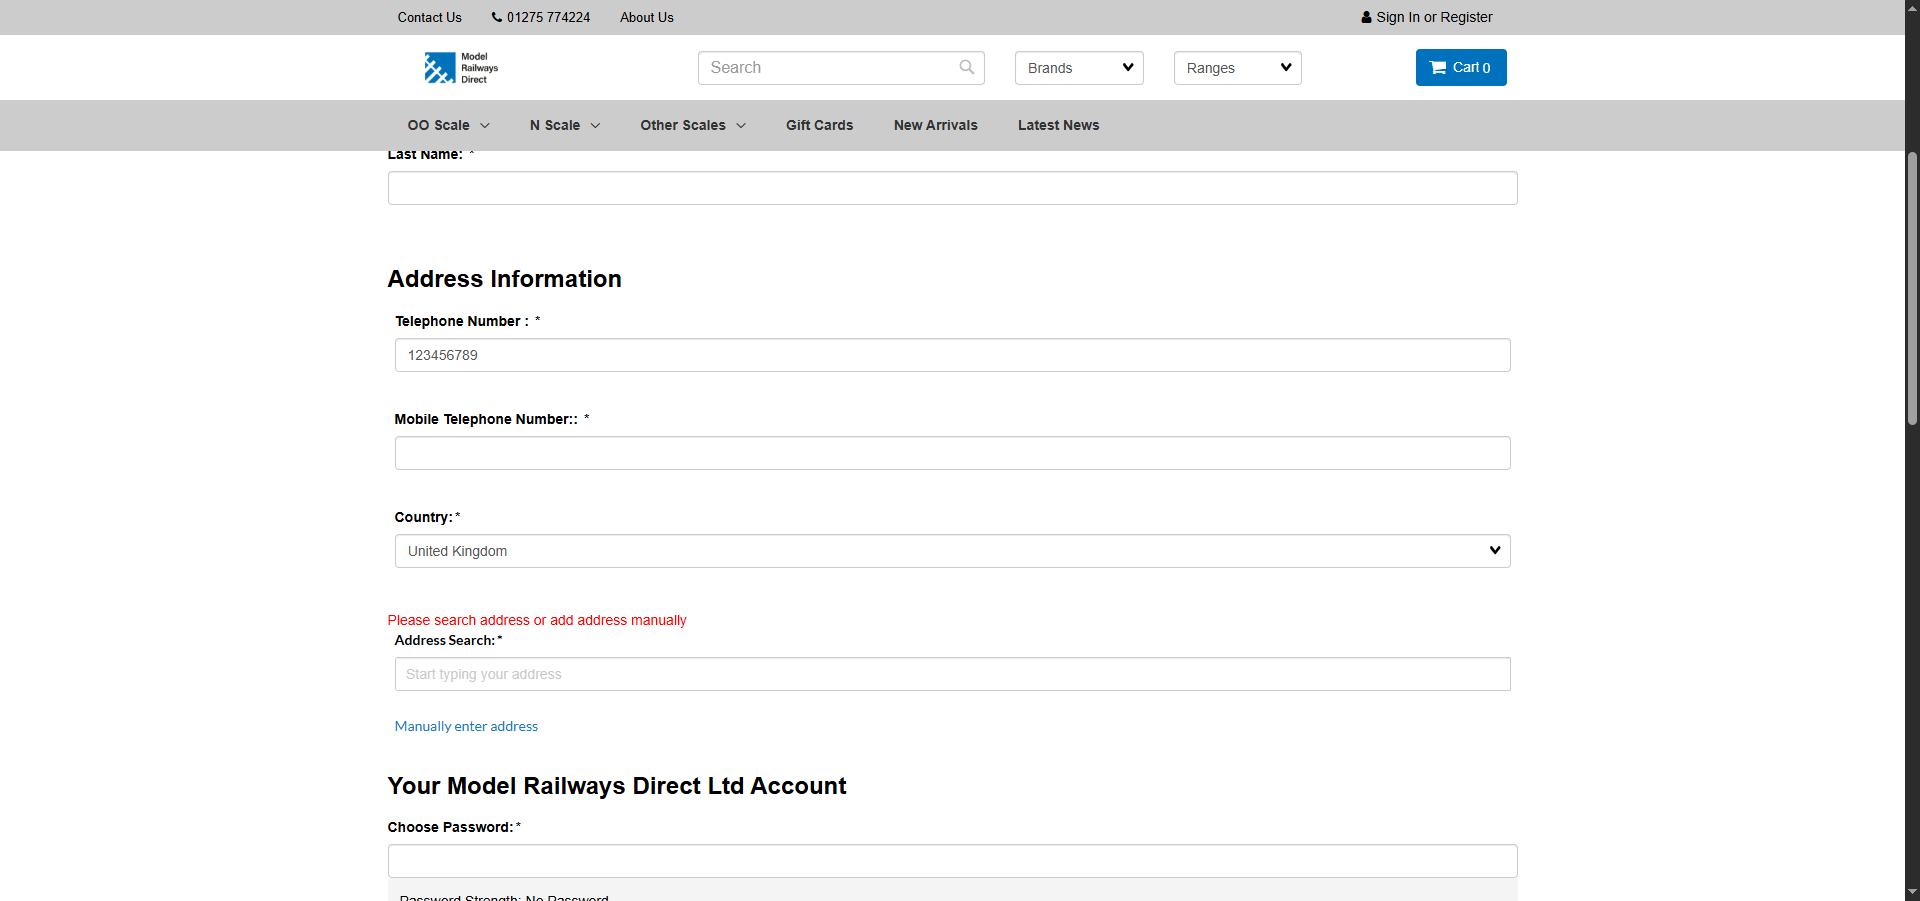 Contact Us 01275 774224 About Us Sign In or Register
Model
Railways
Direct
Search Brands Ranges Cart 0
OO Scale N Scale Other Scales Gift Cards New Arrivals Latest News
Last Name: *
Address Information
Telephone Number : *
123456789
Mobile Telephone Number:: *
Country:*
United Kingdom
Please search address or add address manually
Address Search:*
Start typing your address
Manually enter address
Your Model Railways Direct Ltd Account
Choose Password:*
Password Strength: No Password